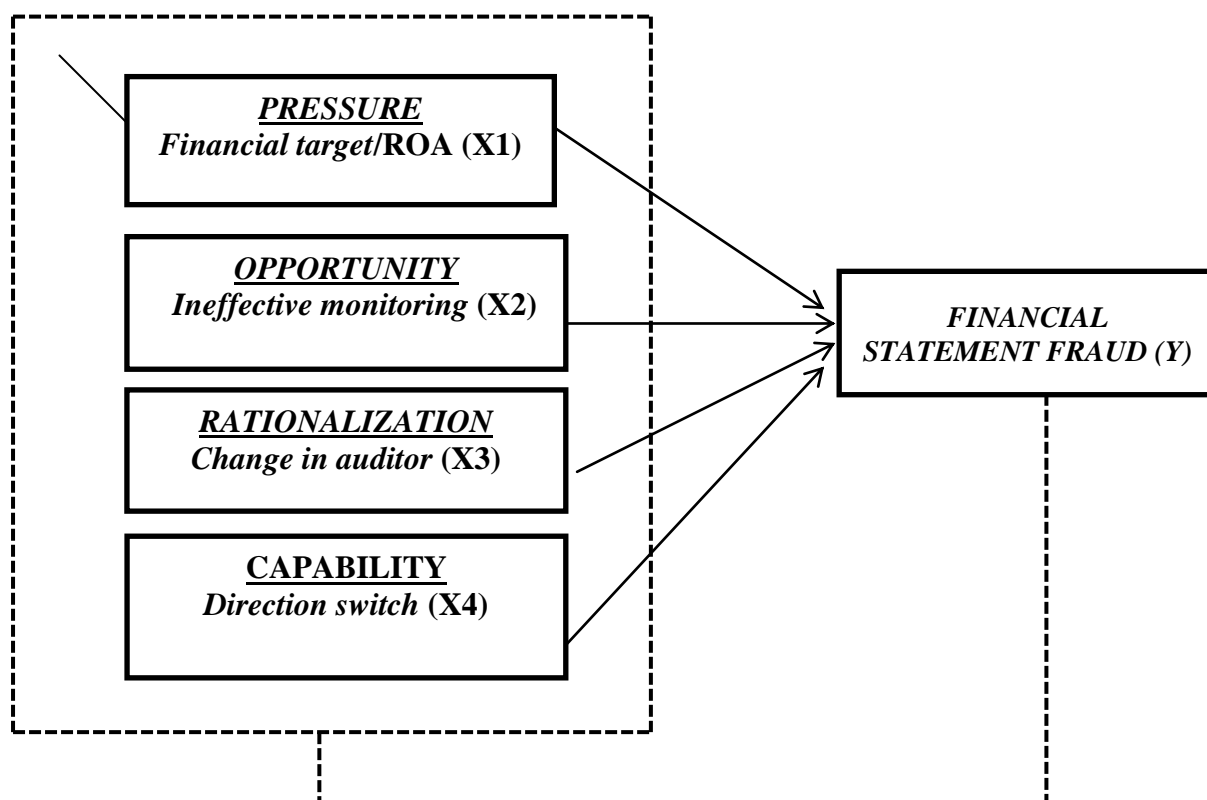 PRESSURE
Financial target/ROA (X1)
OPPORTUNITY
Ineffective monitoring (X2)
RATIONALIZATION
Change in auditor (X3)
CAPABILITY
Direction switch (X4)
FINANCIAL
STATEMENT FRAUD (Y)